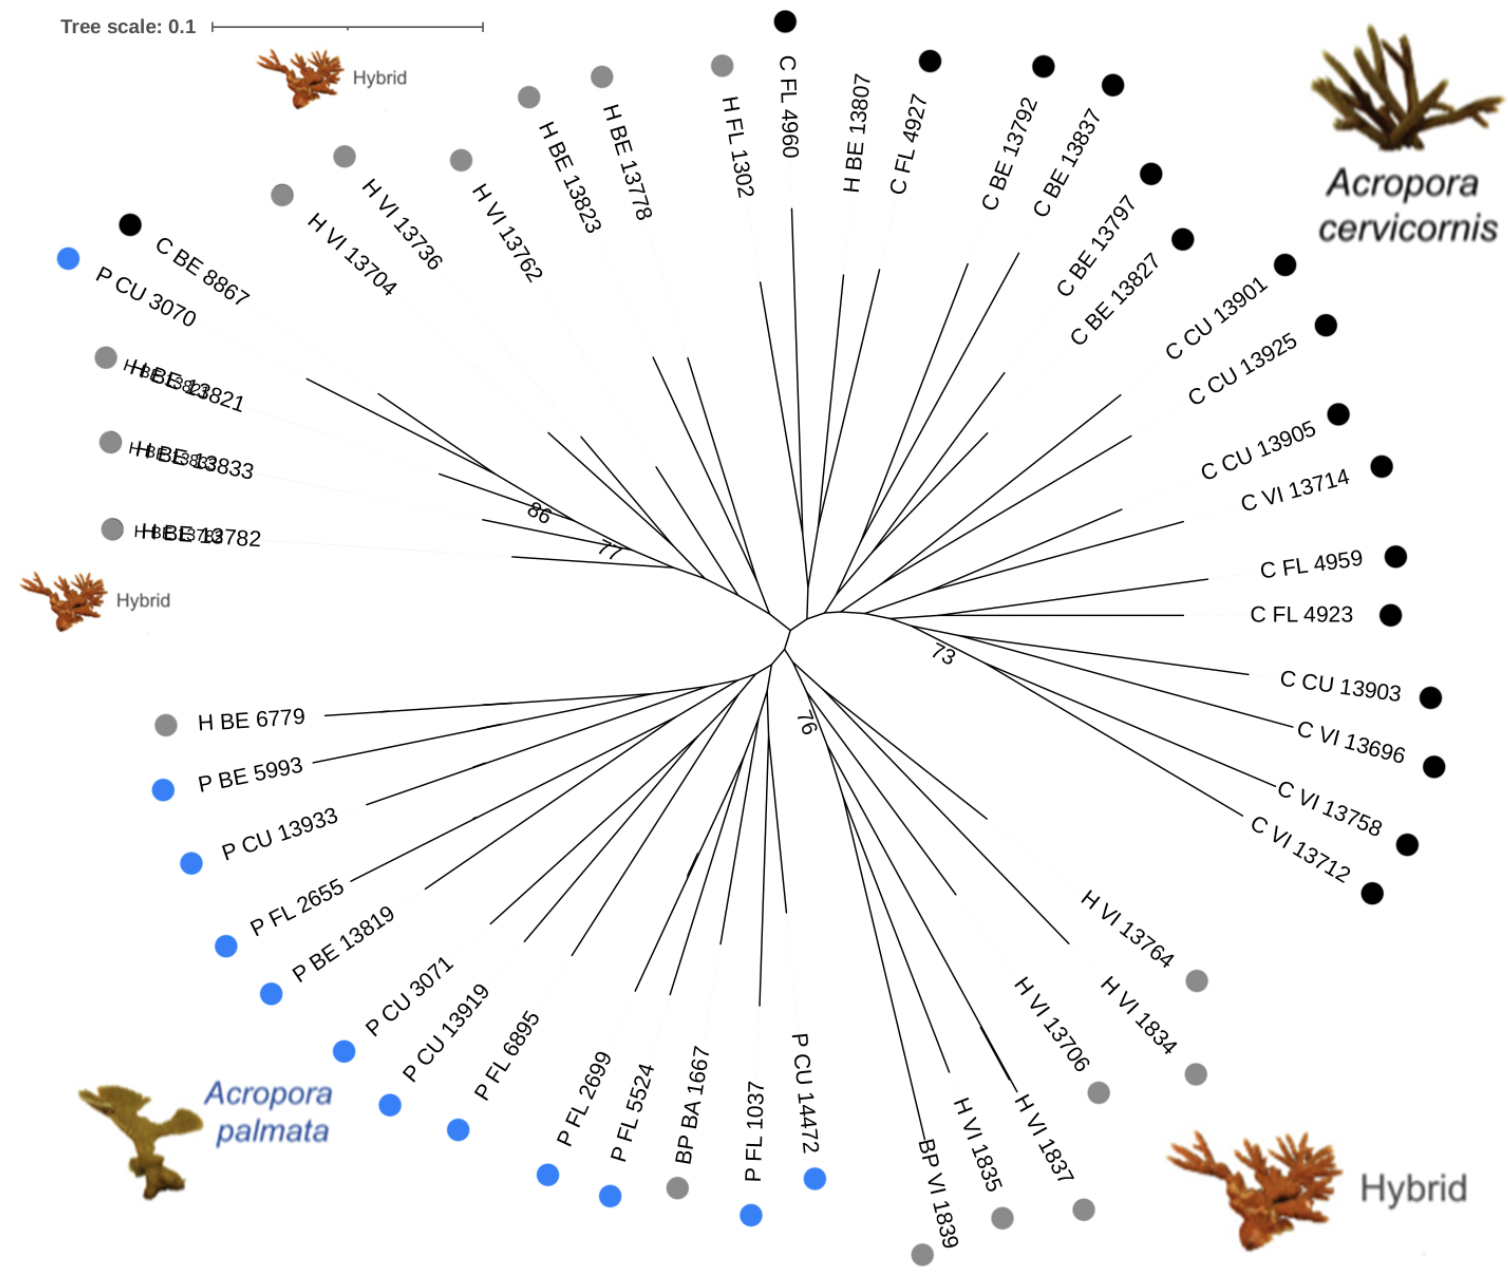 Tree scale: 0.1
Hybrid
Acropora
cervicornis
C FL 4960
H FL 1302
H BE 13807
C FL 4927
C BE 13792
C BE 13837
C BE 13797
C BE 13827
C CU 13901
C CU 13925
C CU 13905
C VI 13714
C FL 4959
C FL 4923
C CU 13903
C VI 13696
C VI 13758
C VI 13712
H VI 13764
H VI 1834
H VI 13706
H VI 1837
H VI 1835
BP VI 1839
P CU 14472
P FL 1037
BP BA 1667
P FL 5524
P FL 2699
P FL 6895
P CU 13919
P CU 3071
P BE 13819
P FL 2655
P CU 13933
P BE 5993
H BE 6779
Hybrid
H BE 13782
H BE 13833
H BE 13821
P CU 3070
C BE 8867
H VI 13704
H VI 13736
H VI 13762
H BE 13823
H BE 13778
86
77
73
76
Acropora
palmata
Hybrid